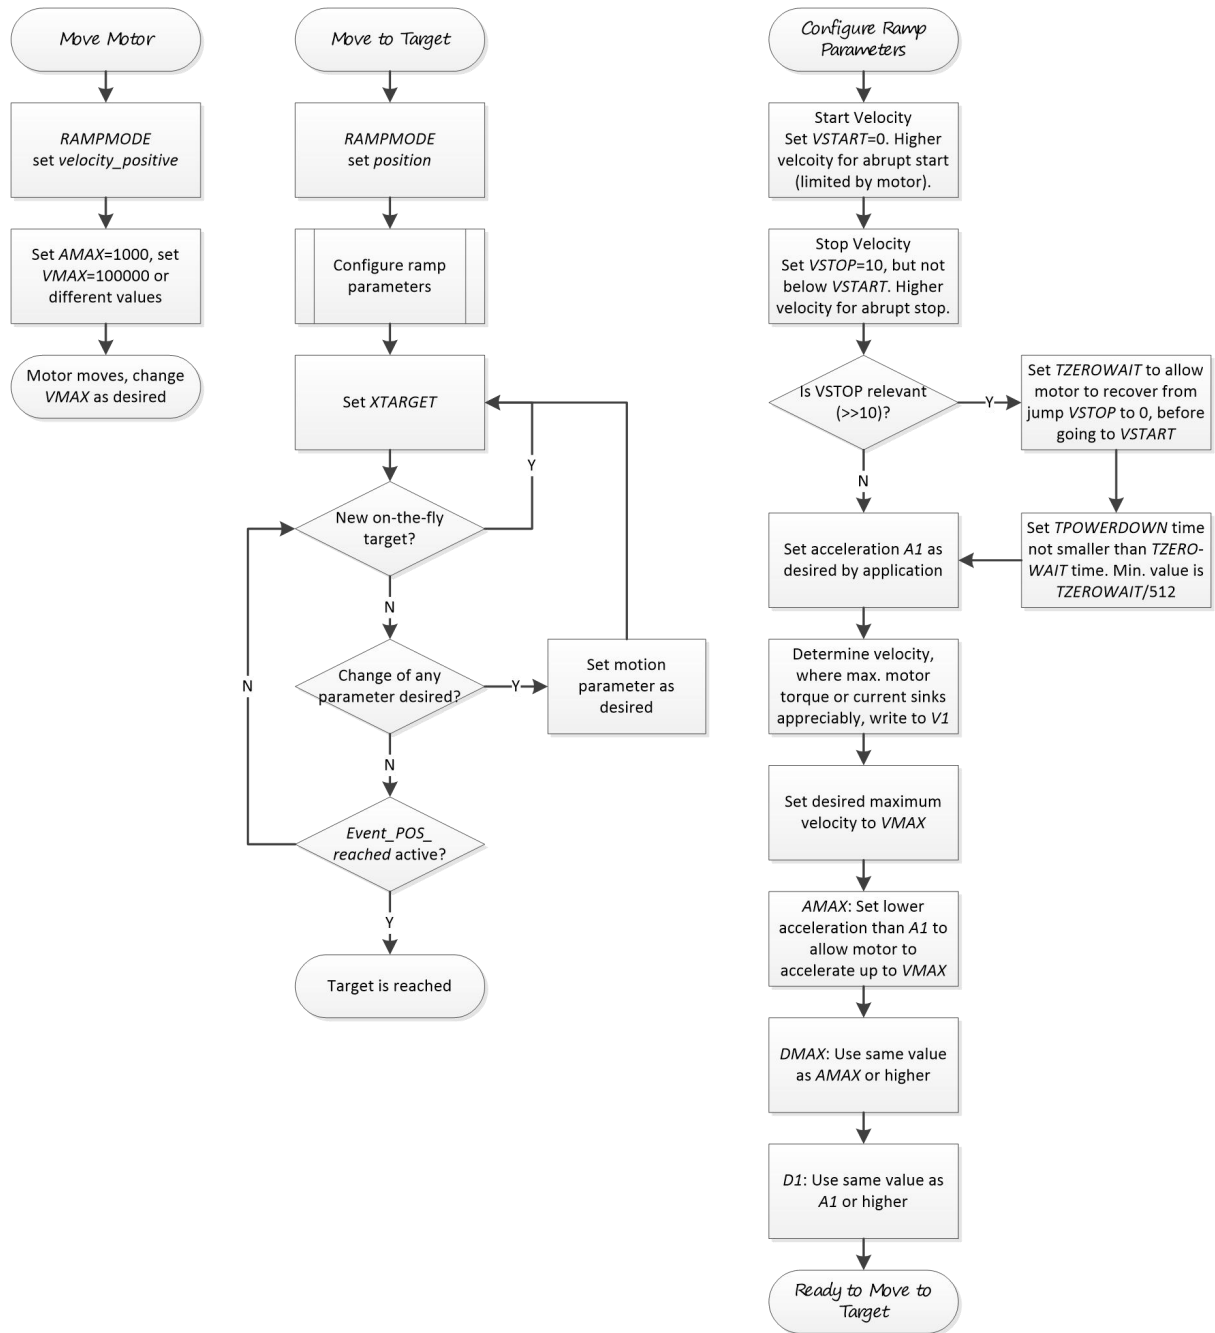 Move Motor
RAMPMODE
set velocity_positive
Set AMAX=1000, set
VMAX=100000 or
different values
Motor moves, change
VMAX as desired
Move to Target
RAMPMODE
set position
Configure ramp
parameters
Set XTARGET
Y
New on-the-fly
target?
N
Change of any
parameter desired?
Y
Set motion
parameter as
desired
N
N
Event_POS_
reached active?
Y
Target is reached
Configure Ramp
Parameters
Start Velocity
Set VSTART=0. Higher
velcoity for abrupt start
(limited by motor).
Stop Velocity
Set VSTOP=10, but not
below VSTART. Higher
velocity for abrupt stop.
Is VSTOP relevant
(>>10)?
Y
Set TZEROWAIT to allow
motor to recover from
jump VSTOP to 0, before
going to VSTART
N
Set TPOWERDOWN time
not smaller than TZERO-
WAIT time. Min. value is
TZEROWAIT/512
Set acceleration A1 as
desired by application
Determine velocity,
where max. motor
torque or current sinks
appreciably, write to V1
Set desired maximum
velocity to VMAX
AMAX: Set lower
acceleration than A1 to
allow motor to
accelerate up to VMAX
DMAX: Use same value
as AMAX or higher
D1: Use same value as
A1 or higher
Ready to Move to
Target